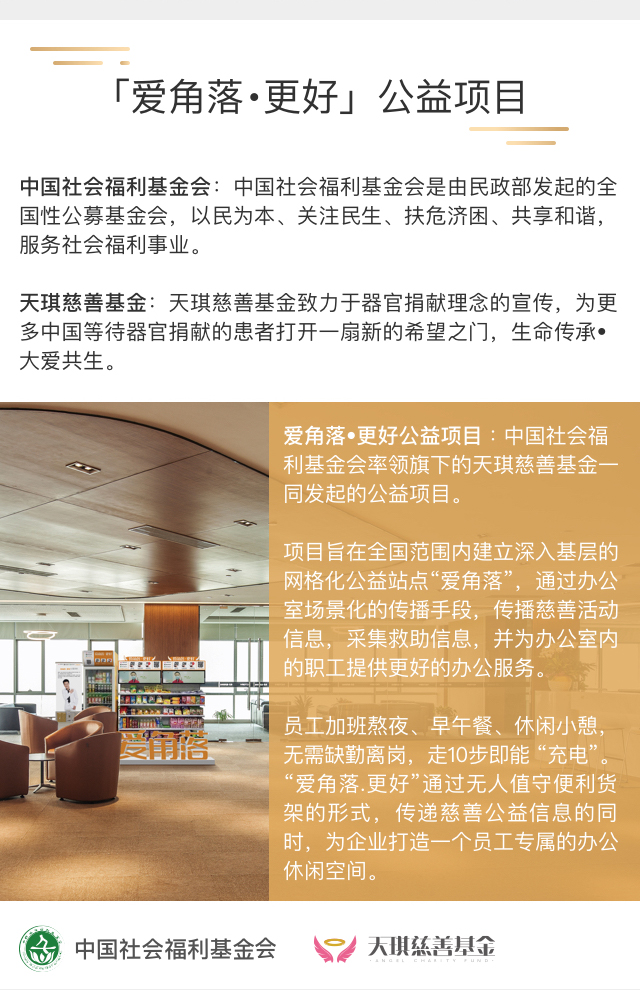 「爱角落·更好」公益项目
中国社会福利基金会：中国社会福利基金会是由民政部发起的全
国性公募基金会，以民为本、关注民生、扶危济困、共享和谐，
服务社会福利事业。
天琪慈善基金：天琪慈善基金致力于器官捐献理念的宣传，为更
多中国等待器官捐献的患者打开一扇新的希望之门，生命传承•
大爱共生。
爱角落•更好公益项目：中国社会福
利基金会率领旗下的天琪慈善基金一
同发起的公益项目。
项目旨在全国范围内建立深入基层的
网格化公益站点“爱角落”，通过办公
室场景化的传播手段，传播慈善活动
信息，采集救助信息，并为办公室内
的职工提供更好的办公服务。
员工加班熬夜、早午餐、休闲小憩，
无需缺勤离岗，走10步即能 “充电”。
“爱角落.更好”通过无人值守便利货
架的形式，传递慈善公益信息的同
时，为企业打造一个员工专属的办公
休闲空间。
爱角落
中国社会福利基金会
天琪慈善基金
ANGEL CHARITY FUND